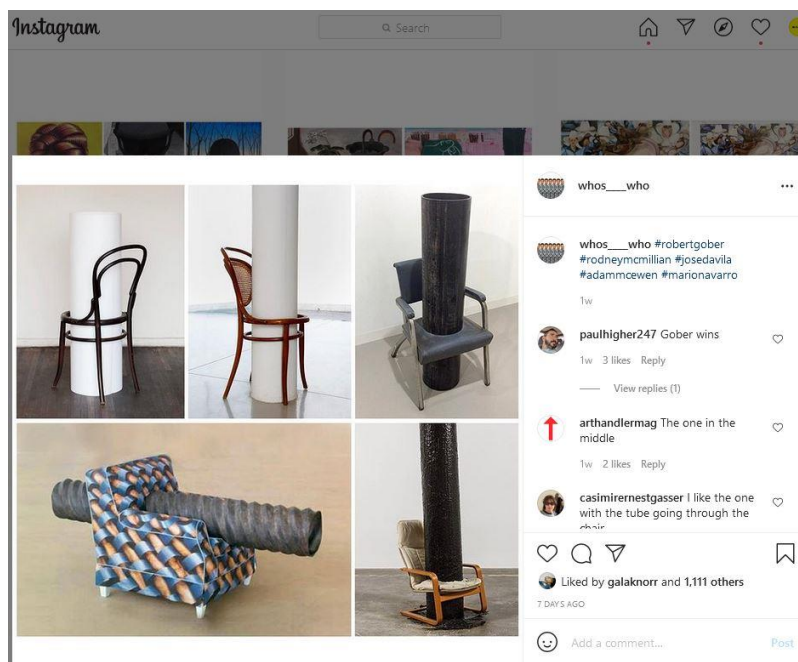 Instagram
Search
whos___who
whos___who #robertgober
#rodneymcmillian #josedavila
#adammcewen #marionavarro
1w
paulhigher247 Gober wins
1w 3 likes Reply
View replies (1)
arthandlermag The one in the
middle
1w 2 likes Reply
casimirernestgasser I like the one
with the tube going through the
chair
Liked by galaknorr and 1,111 others
7 DAYS AGO
Add a comment...
Post